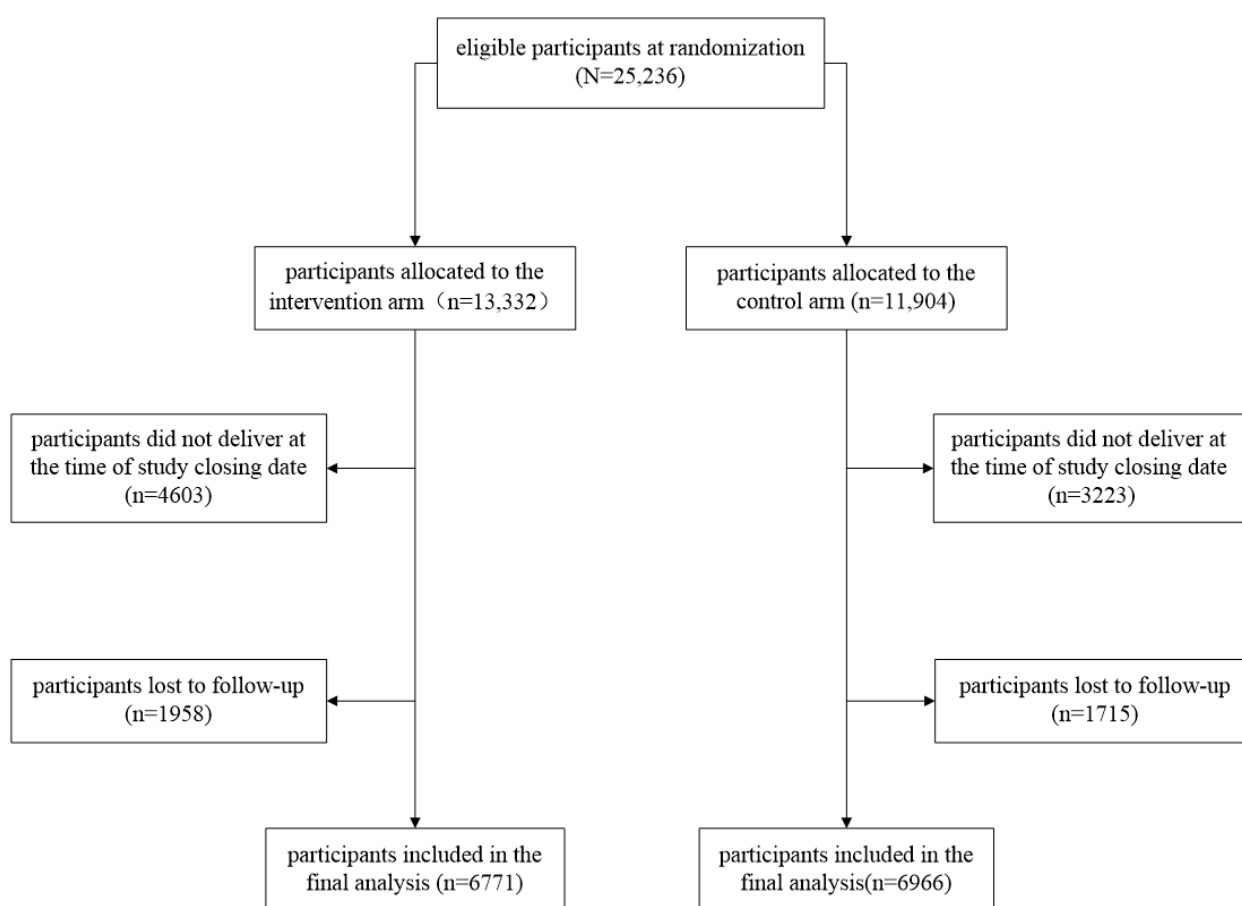 eligible participants at randomization
(N=25,236)
participants allocated to the
intervention arm（n=13,332）
participants allocated to the
control arm (n=11,904)
participants did not deliver at
the time of study closing date
(n=4603)
participants did not deliver at
the time of study closing date
(n=3223)
participants lost to follow-up
(n=1958)
participants lost to follow-up
(n=1715)
participants included in the
final analysis (n=6771)
participants included in the
final analysis(n=6966)